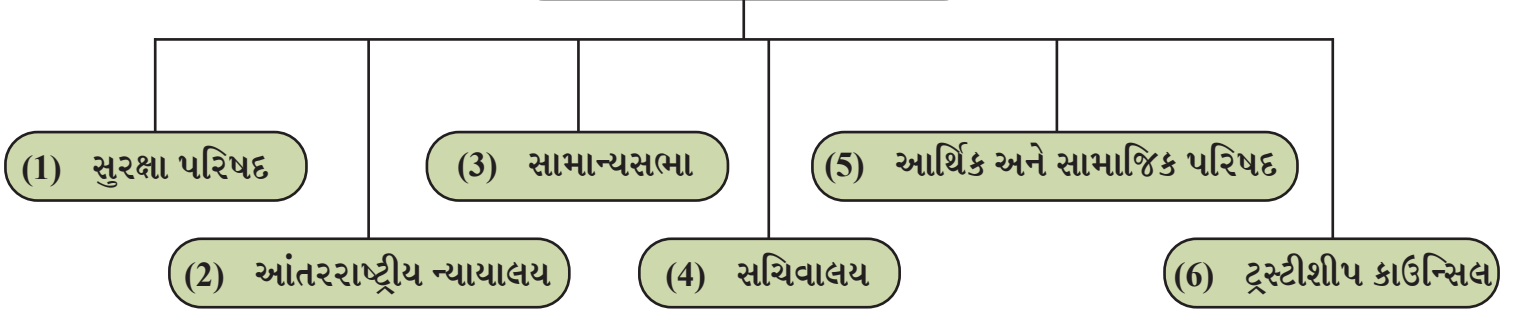 (1) સુરક્ષા પરિષદ
(2) આંતરરાષ્ટ્રીય ન્યાયાલય
(3) સામાન્યસભા
(4) સચિવાલય
(5) આર્થિક અને સામાજિક પરિષદ
(6) ટ્રસ્ટીશીપ કાઉન્સિલ